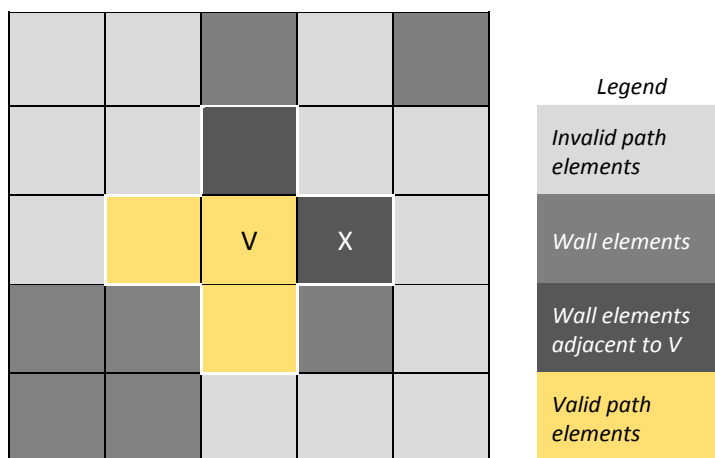 Legend
Invalid path
elements
V
X
Wall elements
Wall elements
adjacent to V
Valid path
elements